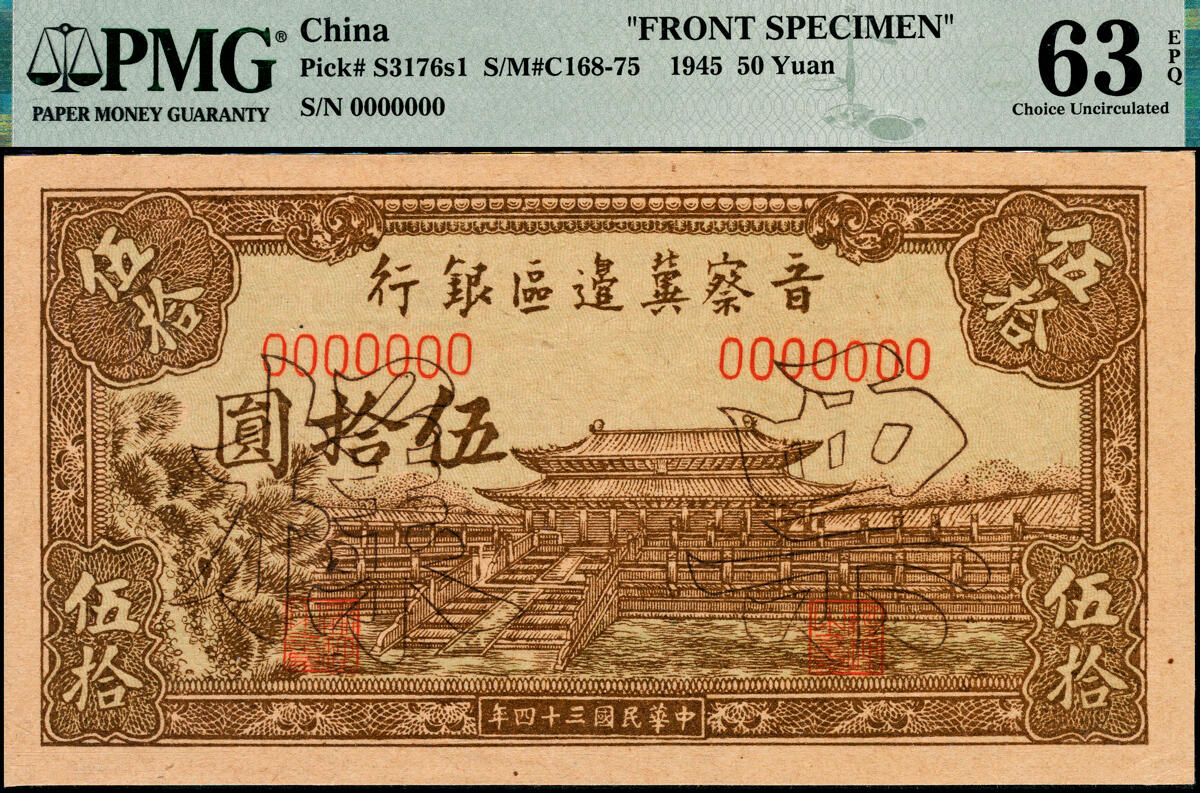 PMG® PAPER MONEY GUARANTY
China "FRONT SPECIMEN"
Pick# S3176s1 S/M#C168-75 1945 50 Yuan
S/N 0000000
63 EPQ
Choice Uncirculated
伍拾
伍拾
晉察冀邊區銀行
0000000 0000000
伍拾圓
伍拾
伍拾
中華民國三十四年